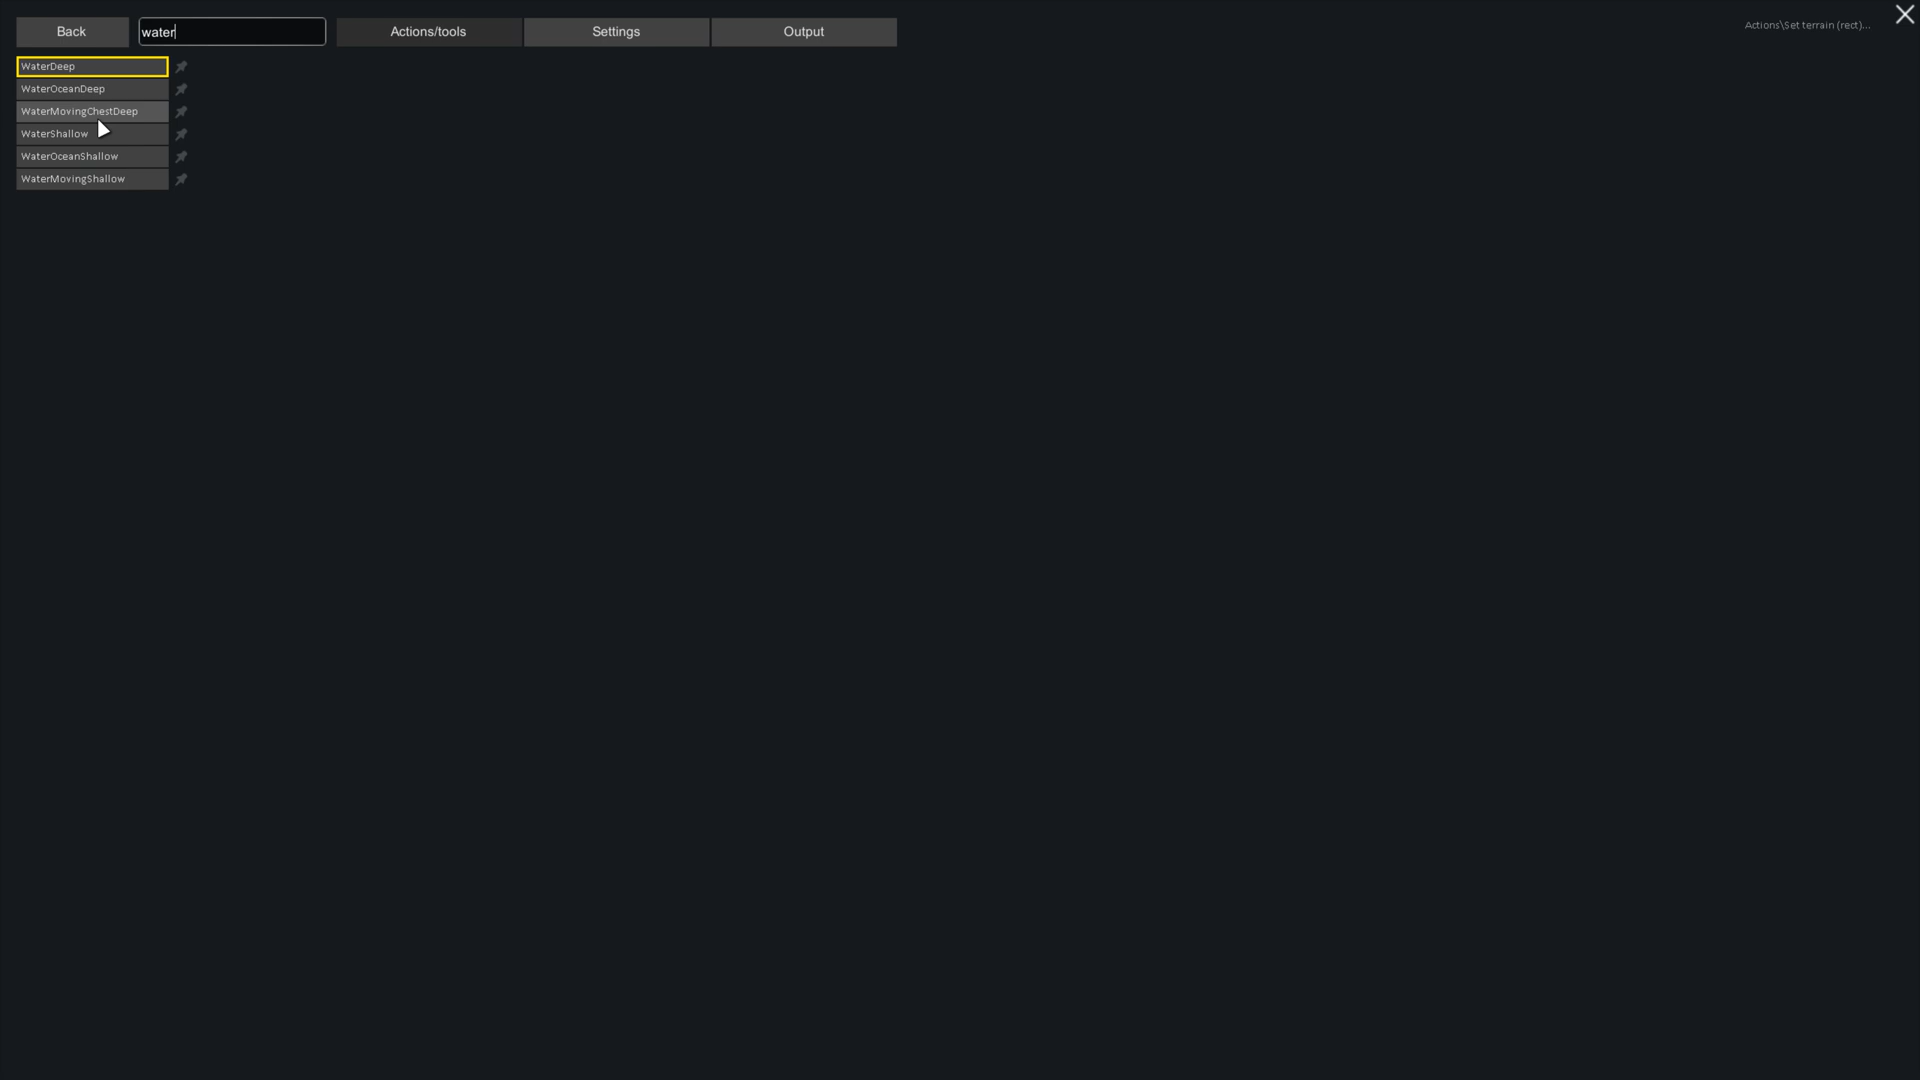 Back
water
Actions/tools
Settings
Output
Actions\Set terrain (rect)...
WaterDeep
WaterOceanDeep
WaterMovingChestDeep
WaterShallow
WaterOceanShallow
WaterMovingShallow